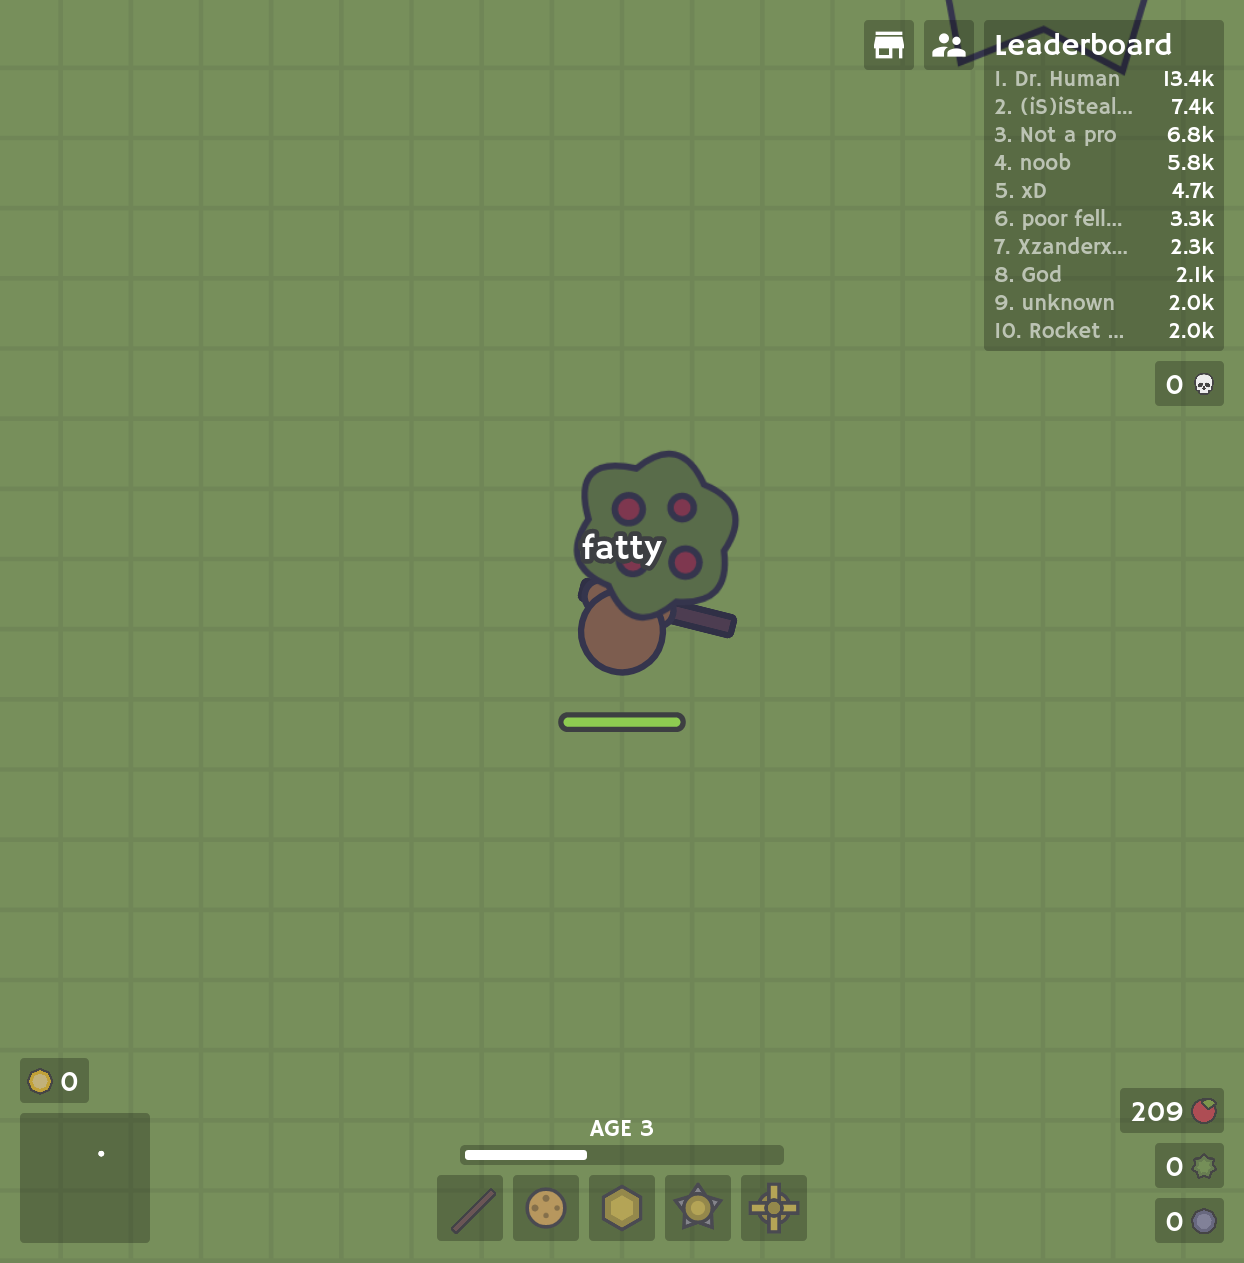 Leaderboard
1. Dr. Human 13.4k
2. (iS)iSteal... 7.4k
3. Not a pro 6.8k
4. noob 5.8k
5. xD 4.7k
6. poor fell... 3.3k
7. Xzanderx... 2.3k
8. God 2.1k
9. unknown 2.0k
10. Rocket ... 2.0k
0
fatty
0
AGE 3
209
0
0